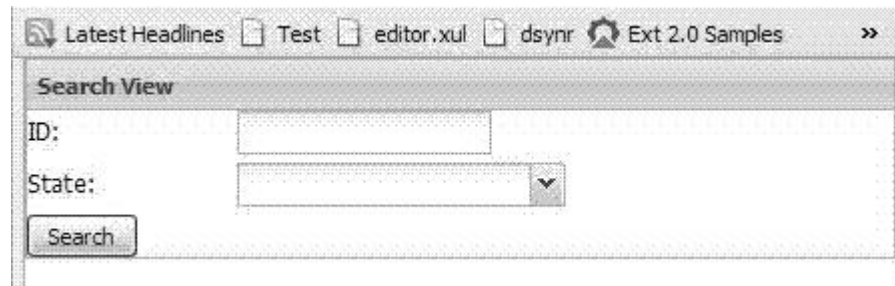 Latest Headlines Test editor.xul dsynr Ext 2.0 Samples »
Search View
ID:
State:
Search